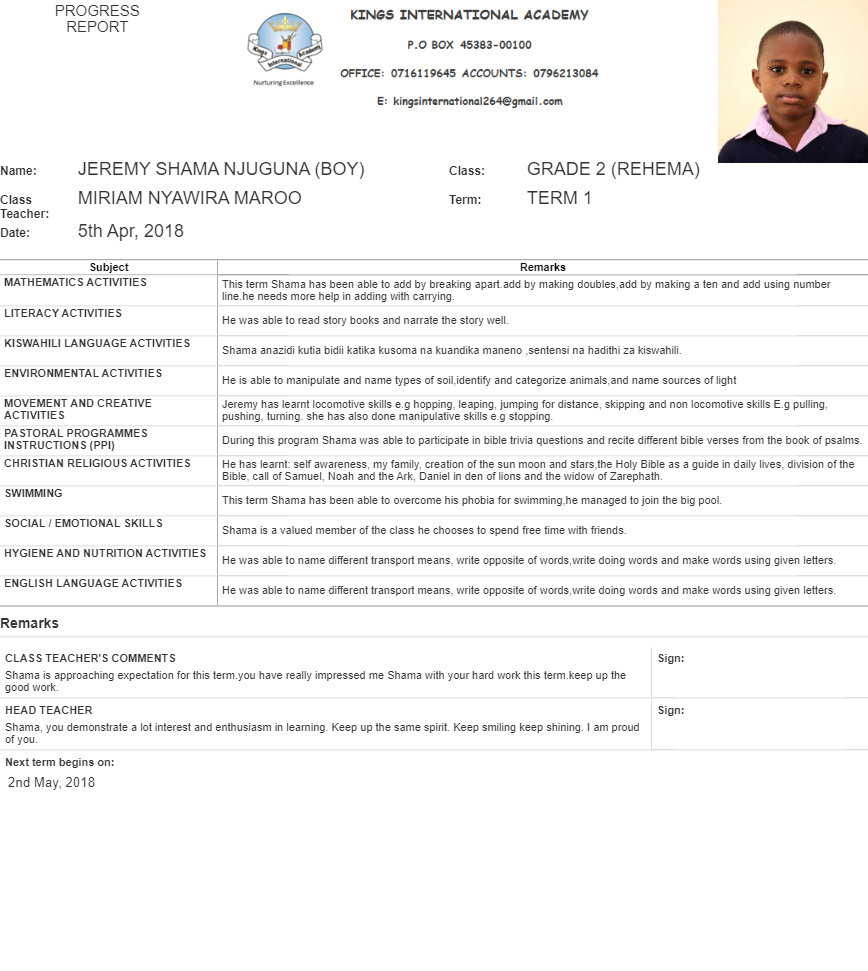 PROGRESS
REPORT
Kings International Academy
Nurturing Excellence
KINGS INTERNATIONAL ACADEMY
P.O BOX 45383-00100
OFFICE: 0716119645 ACCOUNTS: 0796213084
E: kingsinternational264@gmail.com
Name: JEREMY SHAMA NJUGUNA (BOY) Class: GRADE 2 (REHEMA)
Class Teacher: MIRIAM NYAWIRA MAROO Term: TERM 1
Date: 5th Apr, 2018
Subject Remarks
MATHEMATICS ACTIVITIES
This term Shama has been able to add by breaking apart.add by making doubles,add by making a ten and add using number
line.he needs more help in adding with carrying.
LITERACY ACTIVITIES
He was able to read story books and narrate the story well.
KISWAHILI LANGUAGE ACTIVITIES
Shama anazidi kutia bidii katika kusoma na kuandika maneno ,sentensi na hadithi za kiswahili.
ENVIRONMENTAL ACTIVITIES
He is able to manipulate and name types of soil,identify and categorize animals,and name sources of light
MOVEMENT AND CREATIVE
ACTIVITIES
Jeremy has learnt locomotive skills e.g hopping, leaping, jumping for distance, skipping and non locomotive skills E.g pulling,
pushing, turning. she has also done manipulative skills e.g stopping.
PASTORAL PROGRAMMES
INSTRUCTIONS (PPI)
During this program Shama was able to participate in bible trivia questions and recite different bible verses from the book of psalms.
CHRISTIAN RELIGIOUS ACTIVITIES
He has learnt: self awareness, my family, creation of the sun moon and stars,the Holy Bible as a guide in daily lives, division of the
Bible, call of Samuel, Noah and the Ark, Daniel in den of lions and the widow of Zarephath.
SWIMMING
This term Shama has been able to overcome his phobia for swimming,he managed to join the big pool.
SOCIAL / EMOTIONAL SKILLS
Shama is a valued member of the class he chooses to spend free time with friends.
HYGIENE AND NUTRITION ACTIVITIES
He was able to name different transport means, write opposite of words,write doing words and make words using given letters.
ENGLISH LANGUAGE ACTIVITIES
He was able to name different transport means, write opposite of words,write doing words and make words using given letters.
Remarks
CLASS TEACHER'S COMMENTS
Shama is approaching expectation for this term.you have really impressed me Shama with your hard work this term.keep up the
good work.
Sign:
HEAD TEACHER
Shama, you demonstrate a lot interest and enthusiasm in learning. Keep up the same spirit. Keep smiling keep shining. I am proud
of you.
Sign:
Next term begins on:
2nd May, 2018